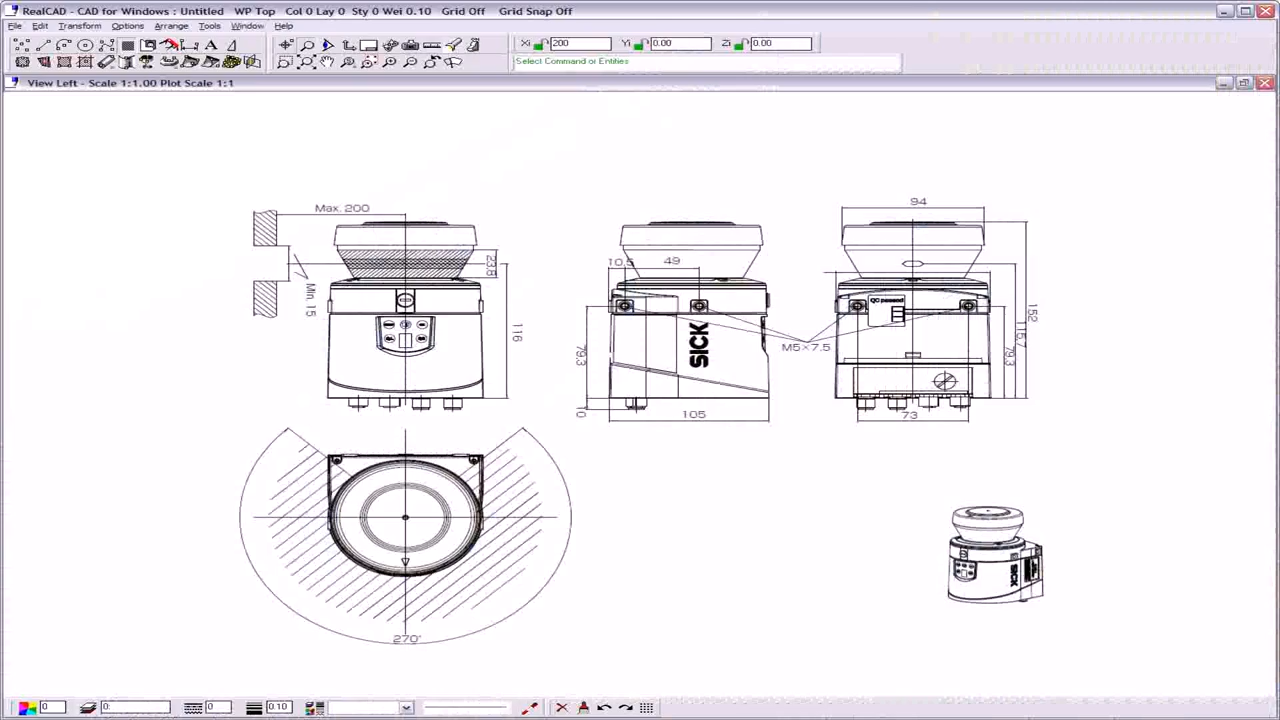 RealCAD - CAD for Windows : Untitled WP Top Col 0 Lay 0 Sty 0 Wei 0.10 Grid Off Grid Snap Off
File Edit Transform Options Arrange Tools Window Help
A
Xi 200 Yi 0.00 Zi 0.00
Select Command or Entities
View Left - Scale 1:1.00 Plot Scale 1:1
Max. 200
94
10.5
49
23.8
Min. 15
QC passed
116
SICK
M5×7.5
79.3
152
115.7
79.3
10
105
73
270°
SICK
0
0:
0
0.10